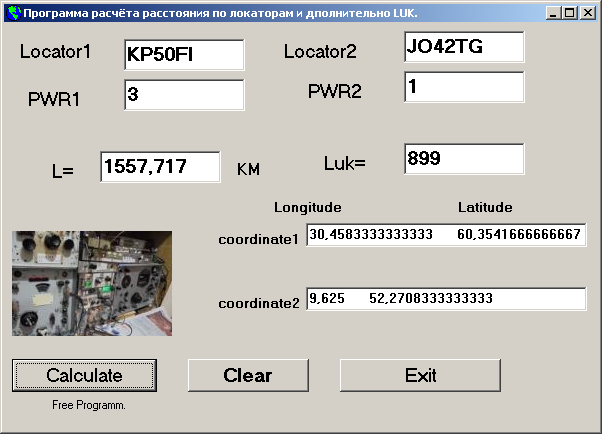 Программа расчёта расстояния по локаторам и дполнительно LUK.
Locator1 KP50FI Locator2 JO42TG
PWR1 3 PWR2 1
L= 1557,717 KM Luk= 899
Longitude Latitude
coordinate1 30,4583333333333 60,3541666666667
coordinate2 9,625 52,2708333333333
Calculate Clear Exit
Free Programm.